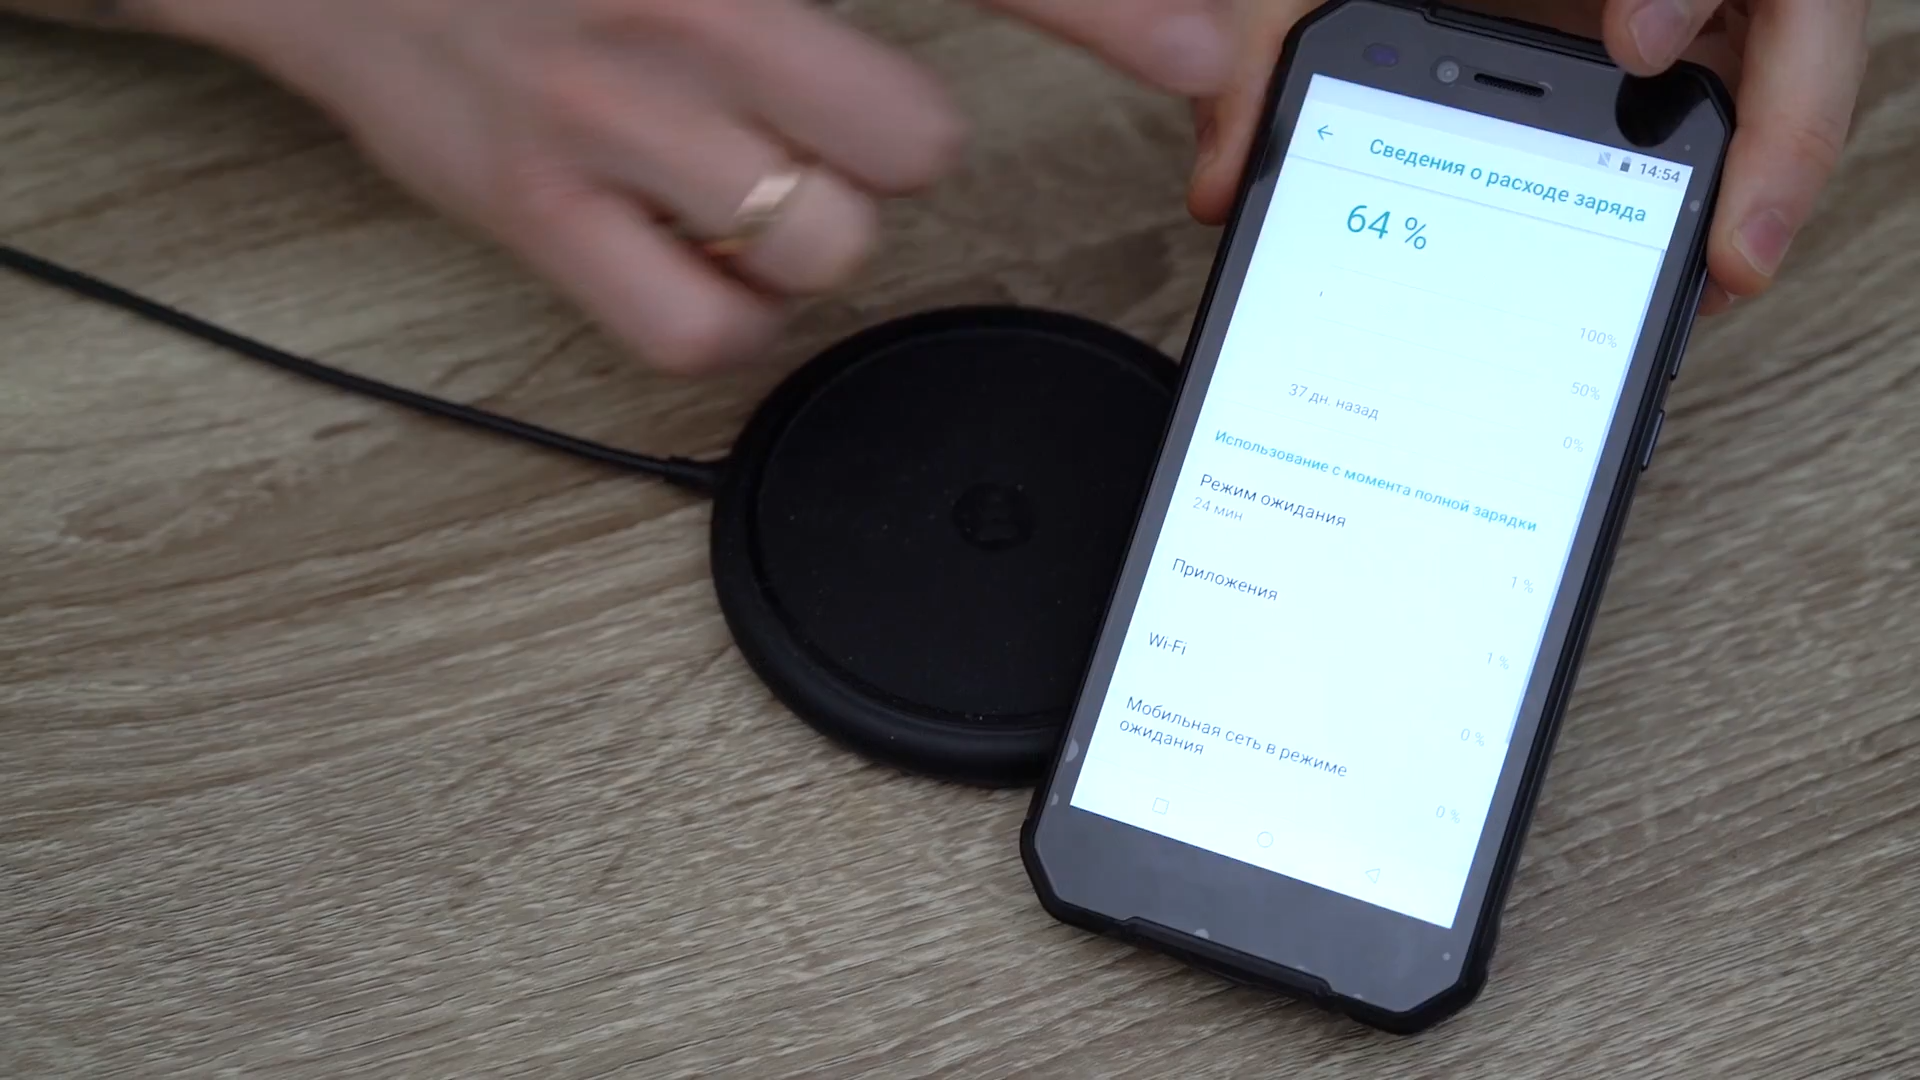 14:54
Сведения о расходе заряда
64 %
100%
50%
37 дн. назад
0%
Использование с момента полной зарядки
Режим ожидания
24 мин
1 %
Приложения
1 %
Wi-Fi
0 %
Мобильная сеть в режиме
ожидания
0 %